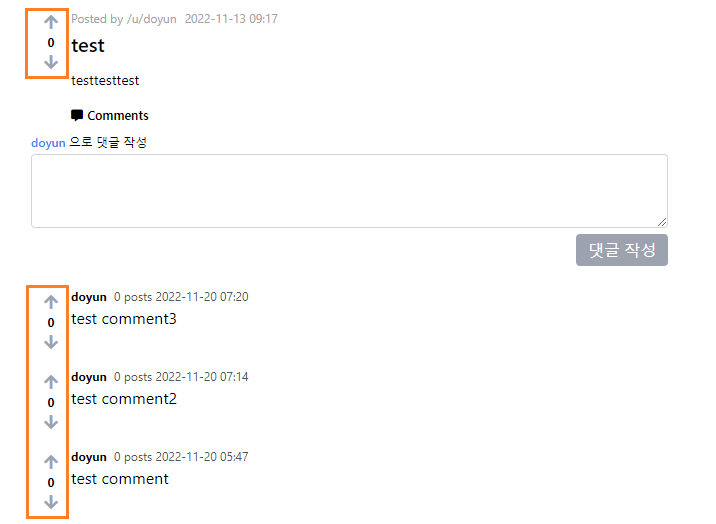 Posted by /u/doyun 2022-11-13 09:17
0
test
testtesttest
Comments
doyun 으로 댓글 작성
댓글 작성
doyun 0 posts 2022-11-20 07:20
0
test comment3
doyun 0 posts 2022-11-20 07:14
0
test comment2
doyun 0 posts 2022-11-20 05:47
0
test comment